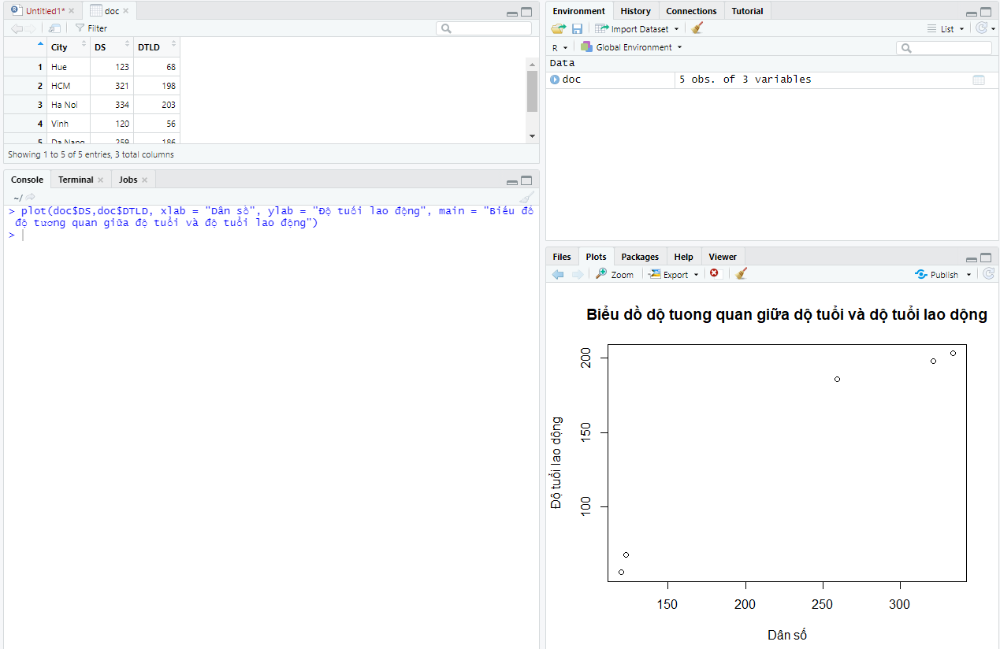 Untitled1*
doc
Filter
City DS DTLD
1 Hue 123 68
2 HCM 321 198
3 Ha Noi 334 203
4 Vinh 120 56
5 Da Nang 259 186
Showing 1 to 5 of 5 entries, 3 total columns
Console Terminal Jobs
~/
> plot(doc$DS,doc$DTLD, xlab = "Dân số", ylab = "Độ tuổi lao động", main = "Biểu đồ
độ tương quan giữa độ tuổi và độ tuổi lao động")
>
Environment History Connections Tutorial
Import Dataset List
R Global Environment
Data
doc 5 obs. of 3 variables
Files Plots Packages Help Viewer
Zoom Export Publish
Biểu dồ dộ tuong quan giữa dộ tuổi và dộ tuổi lao dộng
200
150
100
Độ tuổi lao dộng
150 200 250 300
Dân số